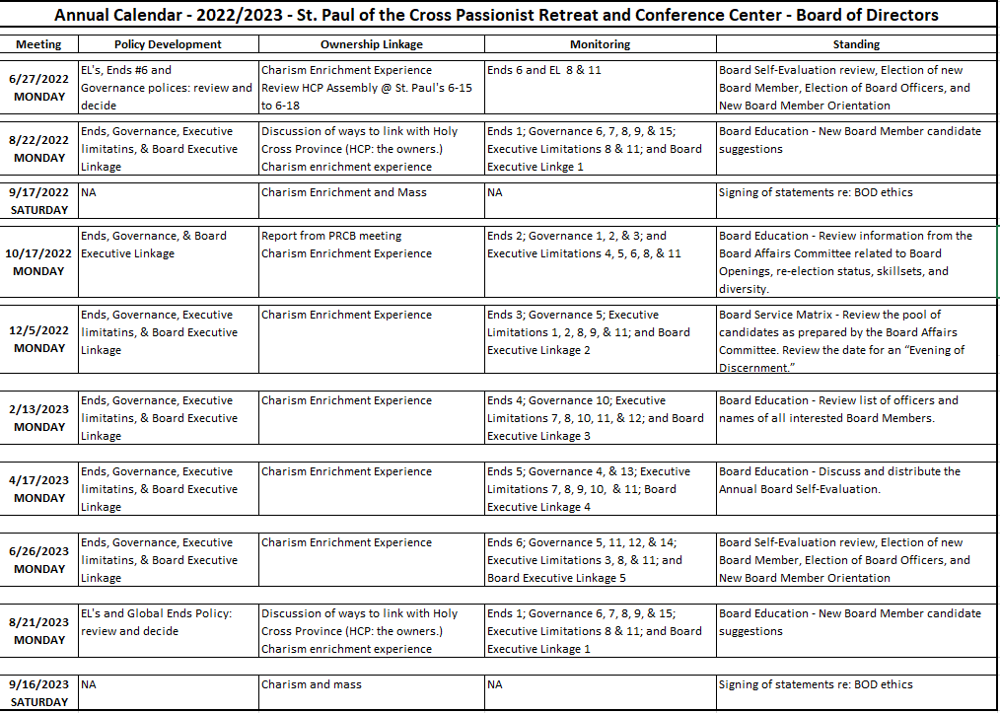 Annual Calendar - 2022/2023 - St. Paul of the Cross Passionist Retreat and Conference Center - Board of Directors
Meeting
Policy Development
Ownership Linkage
Monitoring
Standing
6/27/2022
MONDAY
EL's, Ends #6 and
Governance polices: review and
decide
Charism Enrichment Experience
Review HCP Assembly @ St. Paul's 6-15
to 6-18
Ends 6 and EL 8 & 11
Board Self-Evaluation review, Election of new
Board Member, Election of Board Officers, and
New Board Member Orientation
8/22/2022
MONDAY
Ends, Governance, Executive
limitatins, & Board Executive
Linkage
Discussion of ways to link with Holy
Cross Province (HCP: the owners.)
Charism enrichment experience
Ends 1; Governance 6, 7, 8, 9, & 15;
Executive Limitations 8 & 11; and Board
Executive Linkge 1
Board Education - New Board Member candidate
suggestions
9/17/2022
SATURDAY
NA
Charism Enrichment and Mass
NA
Signing of statements re: BOD ethics
10/17/2022
MONDAY
Ends, Governance, & Board
Executive Linkage
Report from PRCB meeting
Charism Enrichment Experience
Ends 2; Governance 1, 2, & 3; and
Executive Limitations 4, 5, 6, 8, & 11
Board Education - Review information from the
Board Affairs Committee related to Board
Openings, re-election status, skillsets, and
diversity.
12/5/2022
MONDAY
Ends, Governance, Executive
limitatins, & Board Executive
Linkage
Charism Enrichment Experience
Ends 3; Governance 5; Executive
Limitations 1, 2, 8, 9, & 11; and Board
Executive Linkage 2
Board Service Matrix - Review the pool of
candidates as prepared by the Board Affairs
Committee. Review the date for an “Evening of
Discernment.”
2/13/2023
MONDAY
Ends, Governance, Executive
limitatins, & Board Executive
Linkage
Charism Enrichment Experience
Ends 4; Governance 10; Executive
Limitations 7, 8, 10, 11, & 12; and Board
Executive Linkage 3
Board Education - Review list of officers and
names of all interested Board Members.
4/17/2023
MONDAY
Ends, Governance, Executive
limitatins, & Board Executive
Linkage
Charism Enrichment Experience
Ends 5; Governance 4, & 13; Executive
Limitations 7, 8, 9, 10, & 11; Board
Executive Linkage 4
Board Education - Discuss and distribute the
Annual Board Self-Evaluation.
6/26/2023
MONDAY
Ends, Governance, Executive
limitatins, & Board Executive
Linkage
Charism Enrichment Experience
Ends 6; Governance 5, 11, 12, & 14;
Executive Limitations 3, 8, & 11; and
Board Executive Linkage 5
Board Self-Evaluation review, Election of new
Board Member, Election of Board Officers, and
New Board Member Orientation
8/21/2023
MONDAY
EL's and Global Ends Policy:
review and decide
Discussion of ways to link with Holy
Cross Province (HCP: the owners.)
Charism enrichment experience
Ends 1; Governance 6, 7, 8, 9, & 15;
Executive Limitations 8 & 11; and Board
Executive Linkage 1
Board Education - New Board Member candidate
suggestions
9/16/2023
SATURDAY
NA
Charism and mass
NA
Signing of statements re: BOD ethics